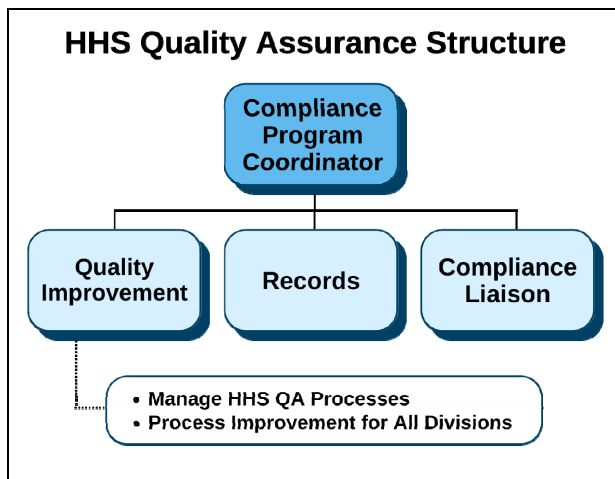 HHS Quality Assurance Structure
Compliance
Program
Coordinator
Quality
Improvement
Records
Compliance
Liaison
• Manage HHS QA Processes
• Process Improvement for All Divisions